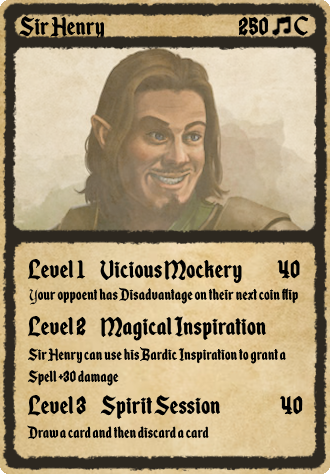 Sir Henry 250 🎵C
Level 1 Vicious Mockery 40
Your oppoent has Disadvantage on their next coin flip
Level 2 Magical Inspiration
Sir Henry can use his Bardic Inspiration to grant a
Spell +30 damage
Level 3 Spirit Session 40
Draw a card and then discard a card